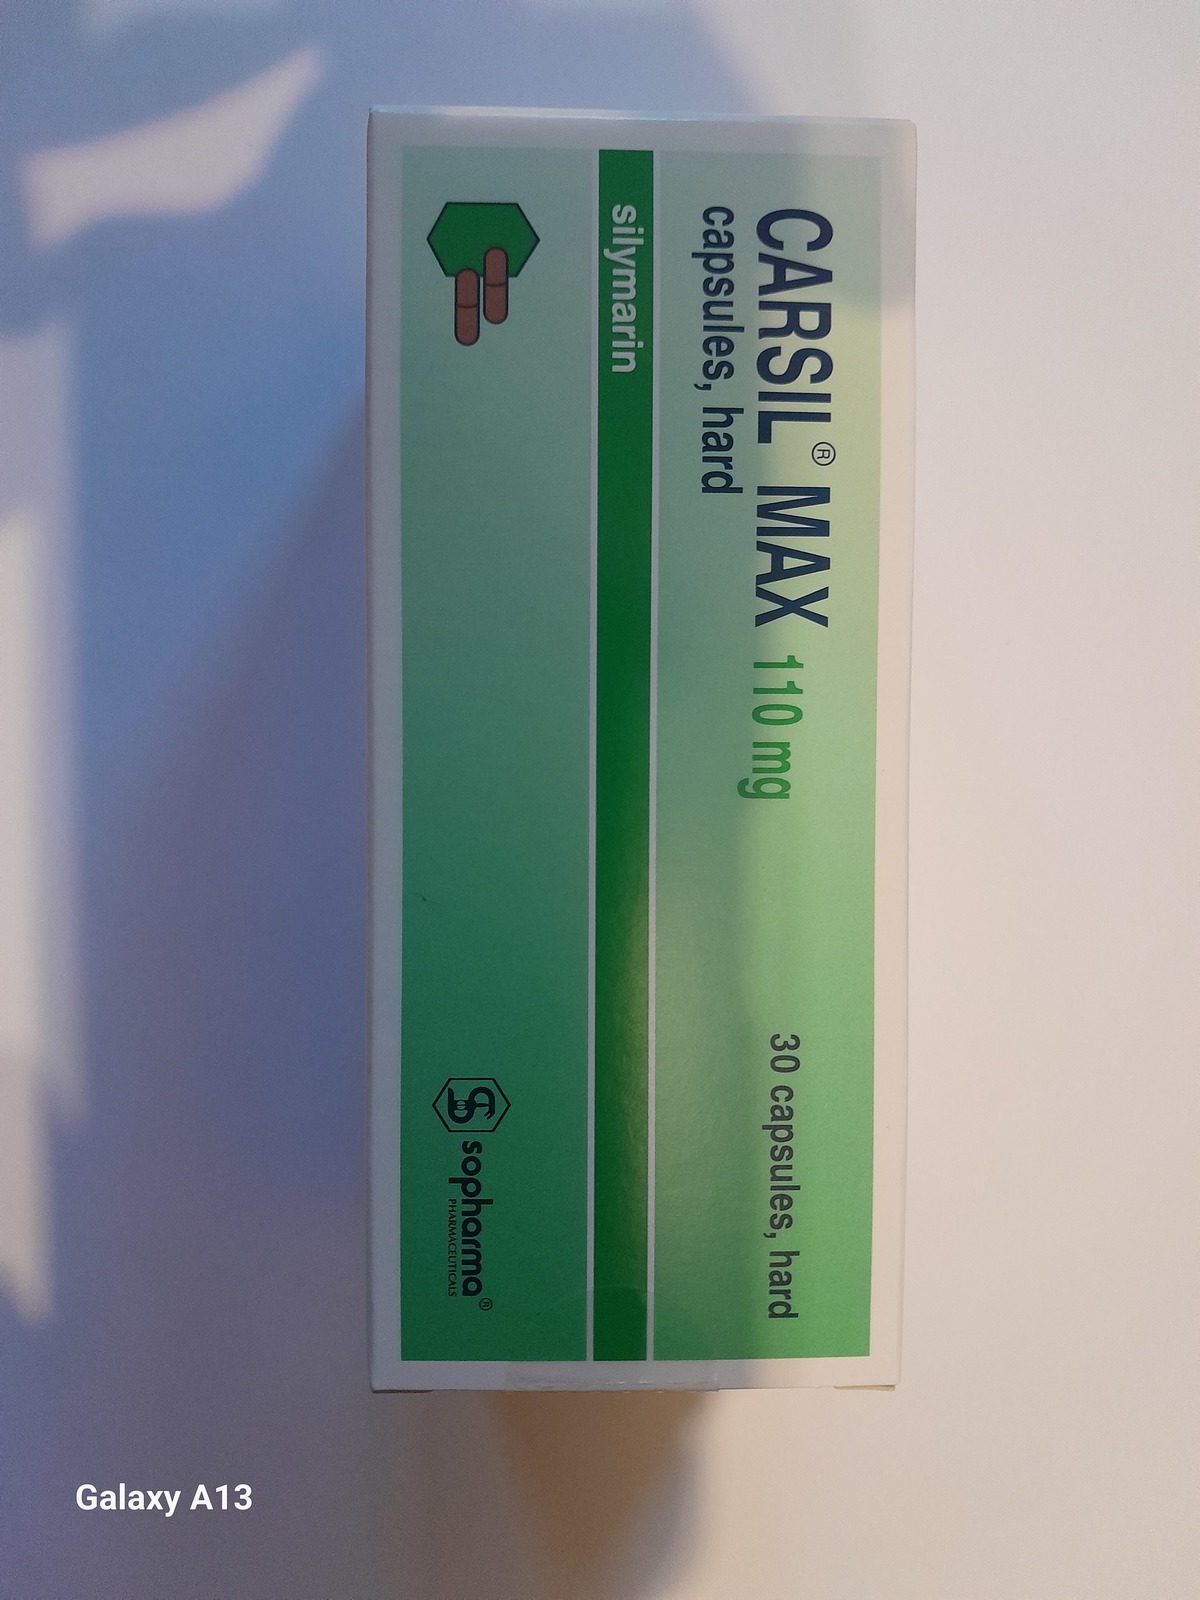 CARSIL® MAX 110 mg
capsules, hard
30 capsules, hard
silymarin
sopharma®
PHARMACEUTICALS
Galaxy A13